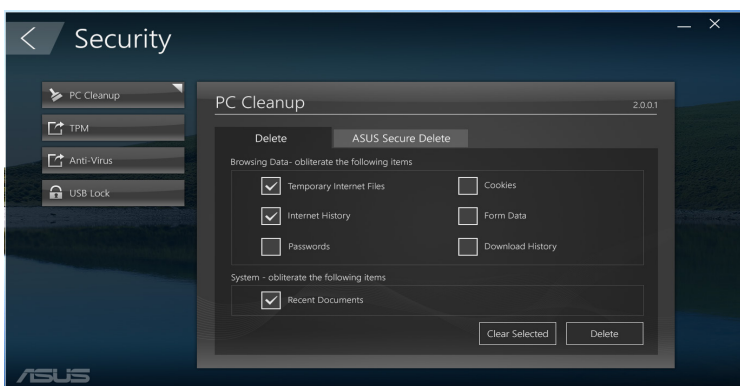 Security
PC Cleanup
TPM
Anti-Virus
USB Lock
PC Cleanup 2.0.0.1
Delete ASUS Secure Delete
Browsing Data- obliterate the following items
Temporary Internet Files Cookies
Internet History Form Data
Passwords Download History
System - obliterate the following items
Recent Documents
Clear Selected Delete
ASUS